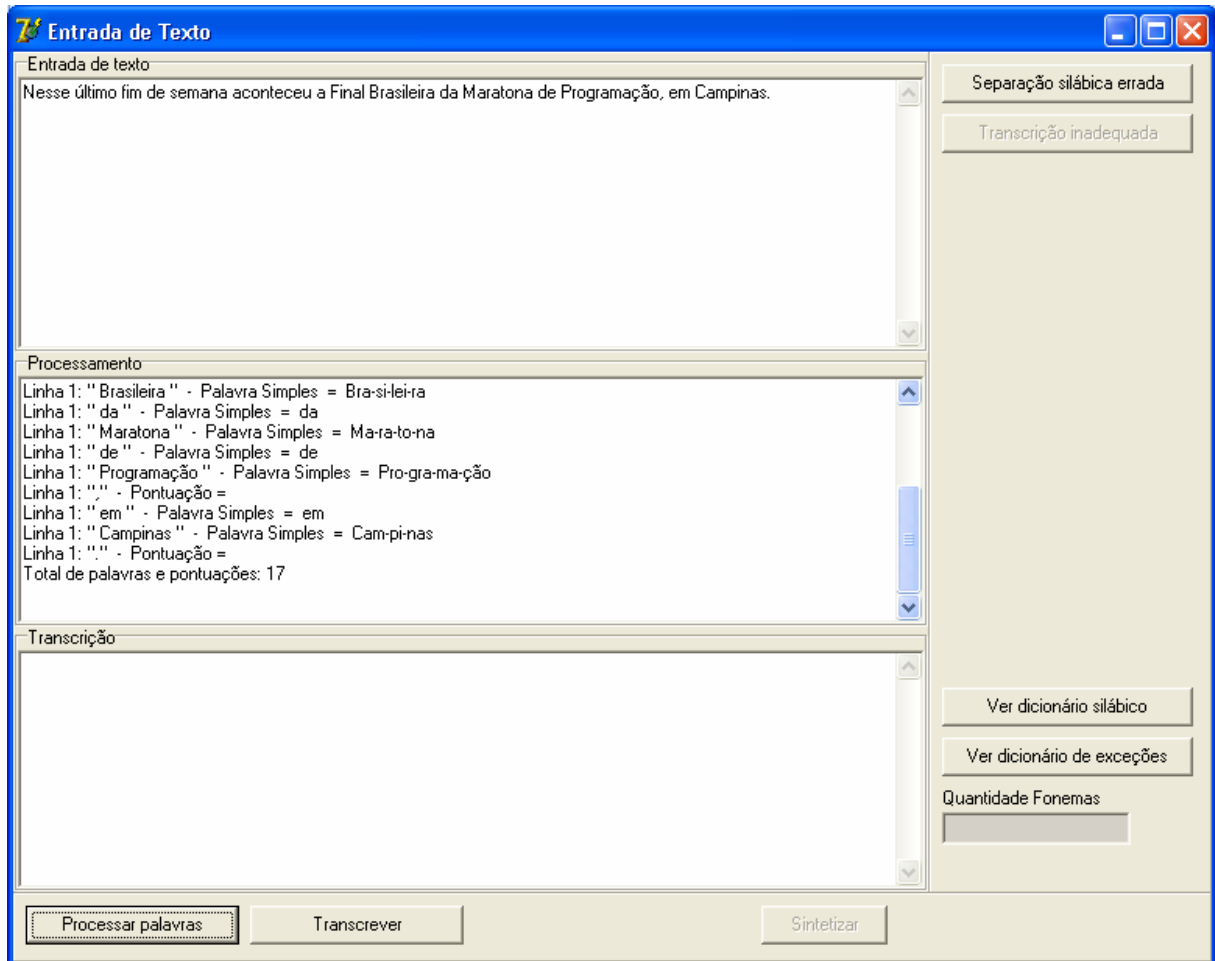 Entrada de Texto
Entrada de texto
Nesse último fim de semana aconteceu a Final Brasileira da Maratona de Programação, em Campinas.
Separação silábica errada
Transcrição inadequada
Processamento
Linha 1: " Brasileira " - Palavra Simples = Bra-si-lei-ra
Linha 1: " da " - Palavra Simples = da
Linha 1: " Maratona " - Palavra Simples = Ma-ra-to-na
Linha 1: " de " - Palavra Simples = de
Linha 1: " Programação " - Palavra Simples = Pro-gra-ma-ção
Linha 1: "," - Pontuação =
Linha 1: " em " - Palavra Simples = em
Linha 1: " Campinas " - Palavra Simples = Cam-pi-nas
Linha 1: "." - Pontuação =
Total de palavras e pontuações: 17
Transcrição
Ver dicionário silábico
Ver dicionário de exceções
Quantidade Fonemas
Processar palavras
Transcrever
Sintetizar